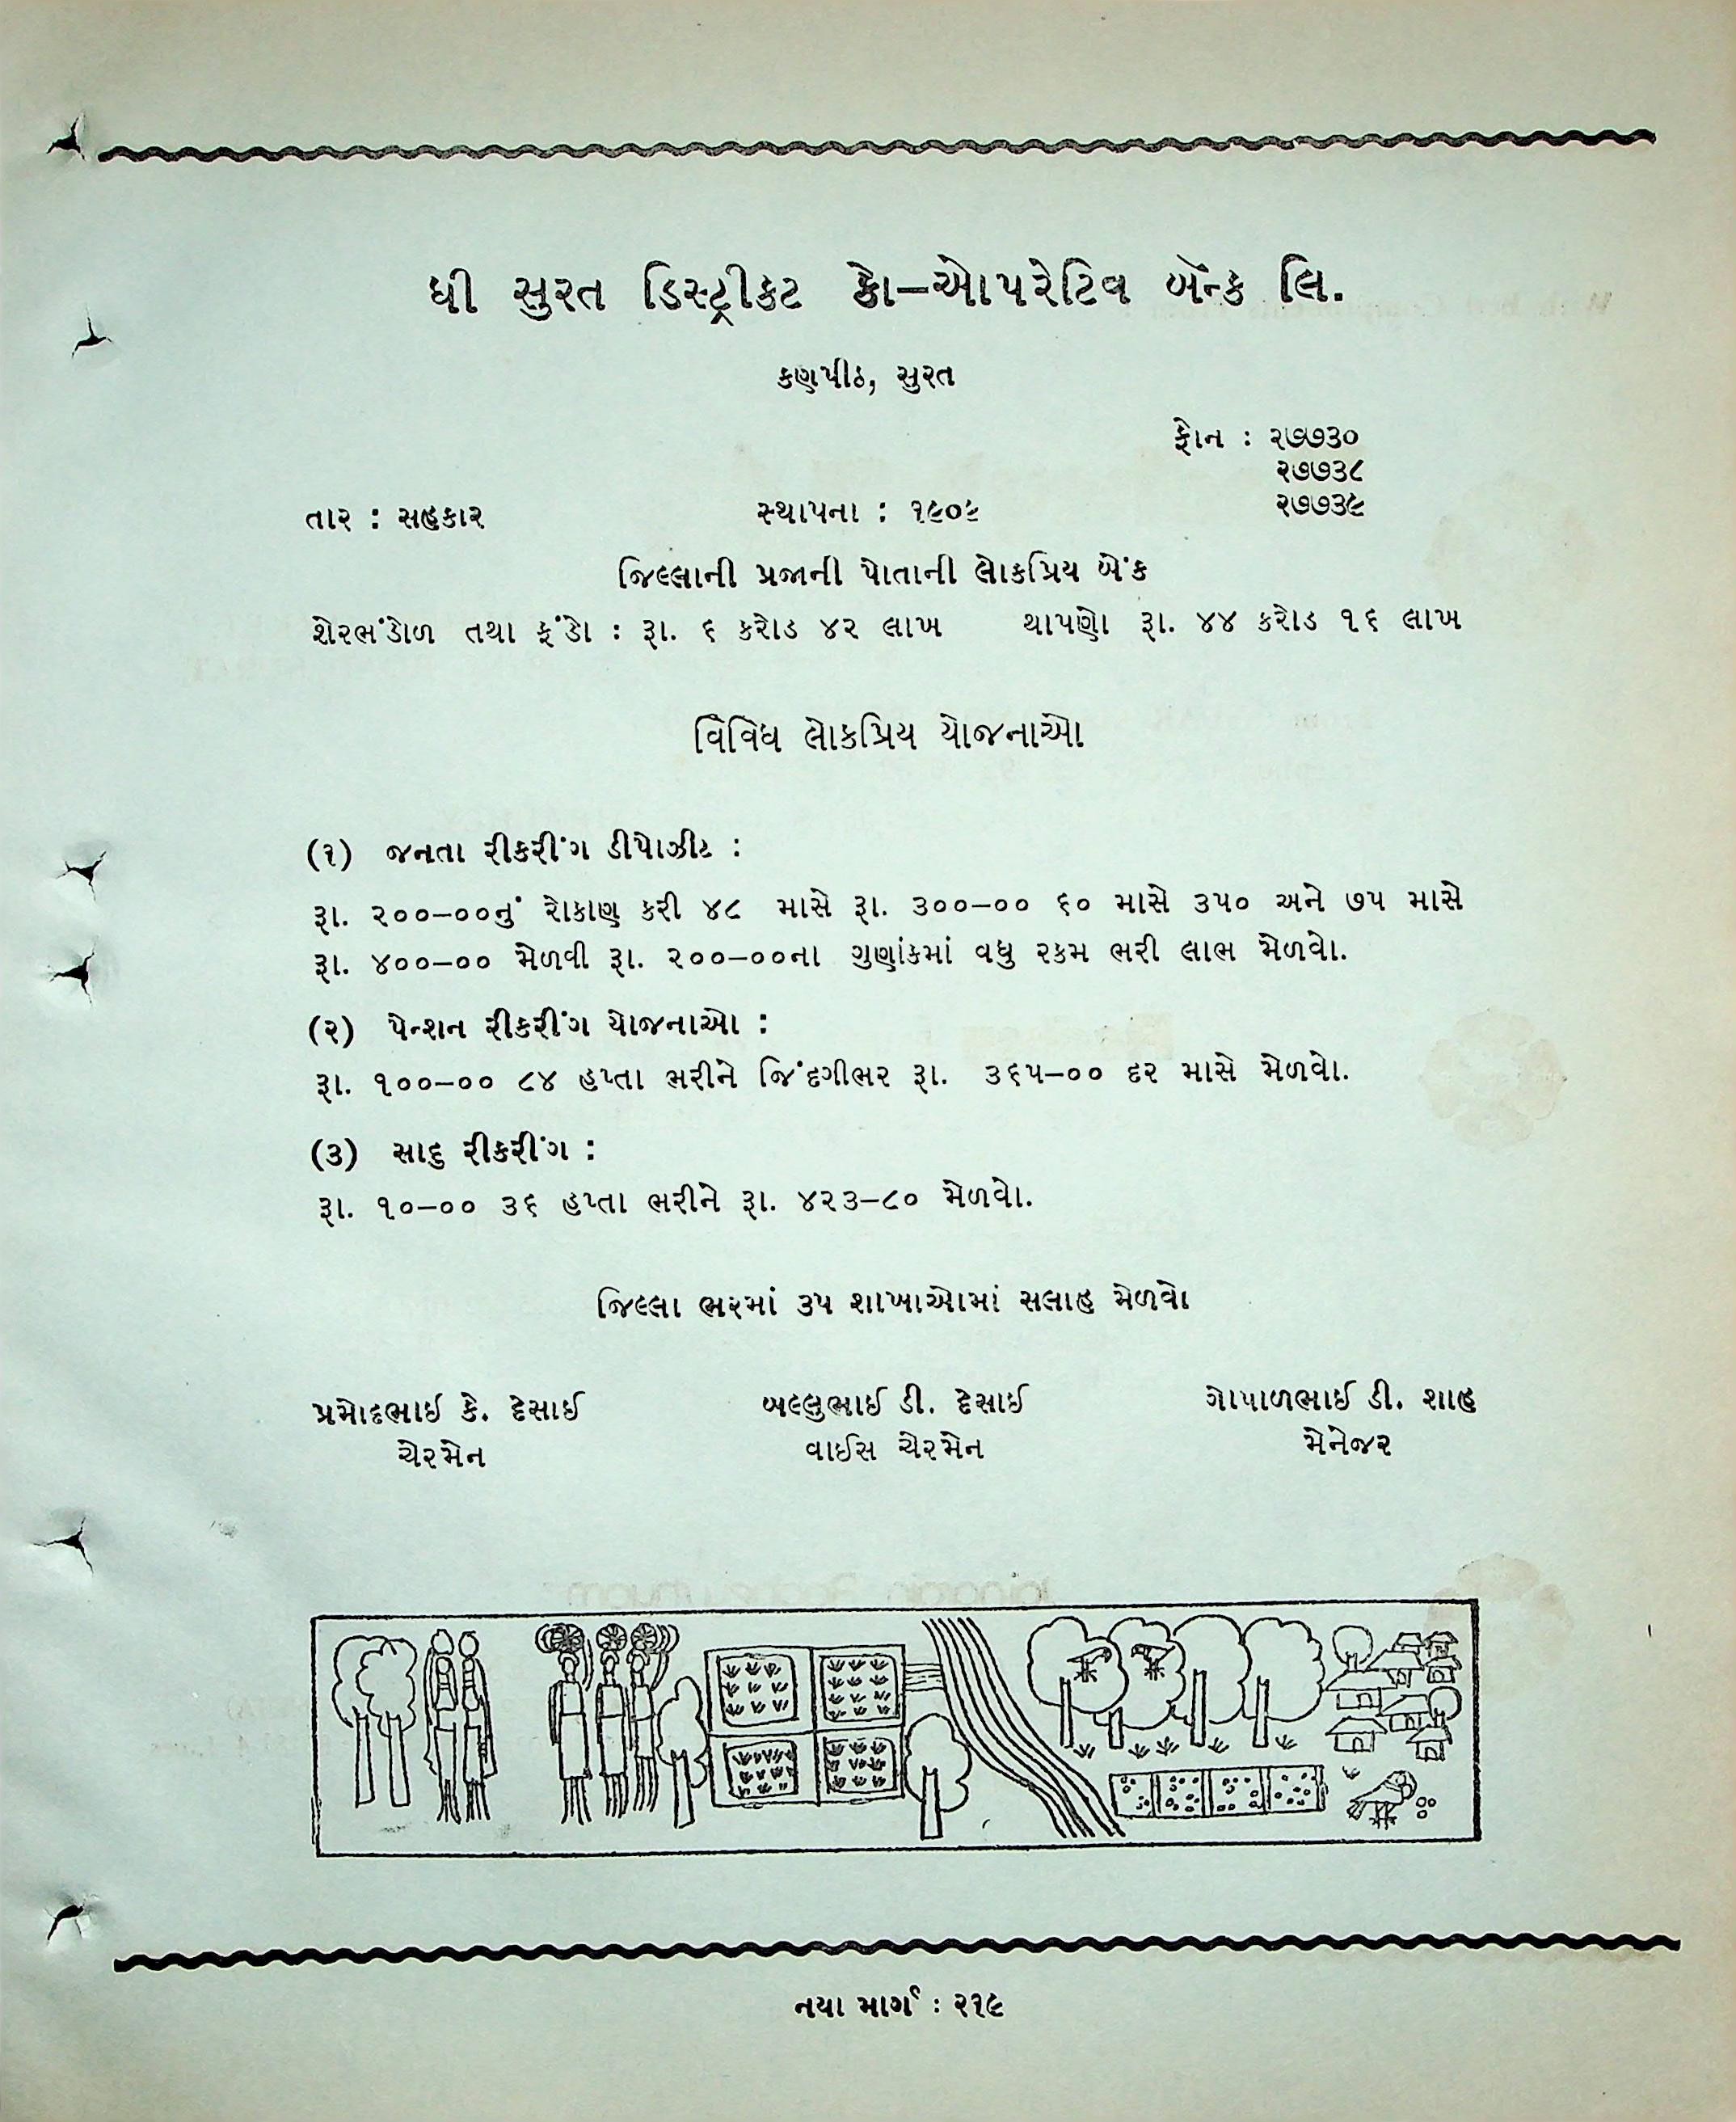 ધી સુરત ડિસ્ટ્રીકટ કો–ઓપરેટિવ બૅન્ક લિ.
કણપીઠ, સુરત
ફોન : ૨૭૭૩૦
૨૭૭૩૮
તાર : સહકાર સ્થાપના : ૧૯૦૯ ૨૭૭૩૯
જિલ્લાની પ્રજાની પોતાની લોકપ્રિય બેંક
શેરભંડોળ તથા ફંડો : રૂા. ૬ કરોડ ૪૨ લાખ થાપણો રૂા. ૪૪ કરોડ ૧૬ લાખ
વિવિધ લોકપ્રિય યોજનાઓ
(૧) જનતા રીકરીંગ ડીપોઝીટ :
રૂા. ૨૦૦–૦૦નું રોકાણ કરી ૪૮ માસે રૂા. ૩૦૦–૦૦ ૬૦ માસે ૩૫૦ અને ૭૫ માસે
રૂા. ૪૦૦–૦૦ મેળવી રૂા. ૨૦૦–૦૦ના ગુણાંકમાં વધુ રકમ ભરી લાભ મેળવો.
(૨) પેન્શન રીકરીંગ યોજનાઓ :
રૂા. ૧૦૦–૦૦ ૮૪ હપ્તા ભરીને જિંદગીભર રૂા. ૩૬૫–૦૦ દર માસે મેળવો.
(૩) સાદુ રીકરીંગ :
રૂા. ૧૦–૦૦ ૩૬ હપ્તા ભરીને રૂા. ૪૨૩–૮૦ મેળવો.
જિલ્લા ભરમાં ૩૫ શાખાઓમાં સલાહ મેળવો
પ્રમોદભાઇ કે. દેસાઈ બલ્લુભાઈ ડી. દેસાઈ ગોપાળભાઈ ડી. શાહ
ચેરમેન વાઈસ ચેરમેન મેનેજર
નયા માર્ગ : ૨૧૯